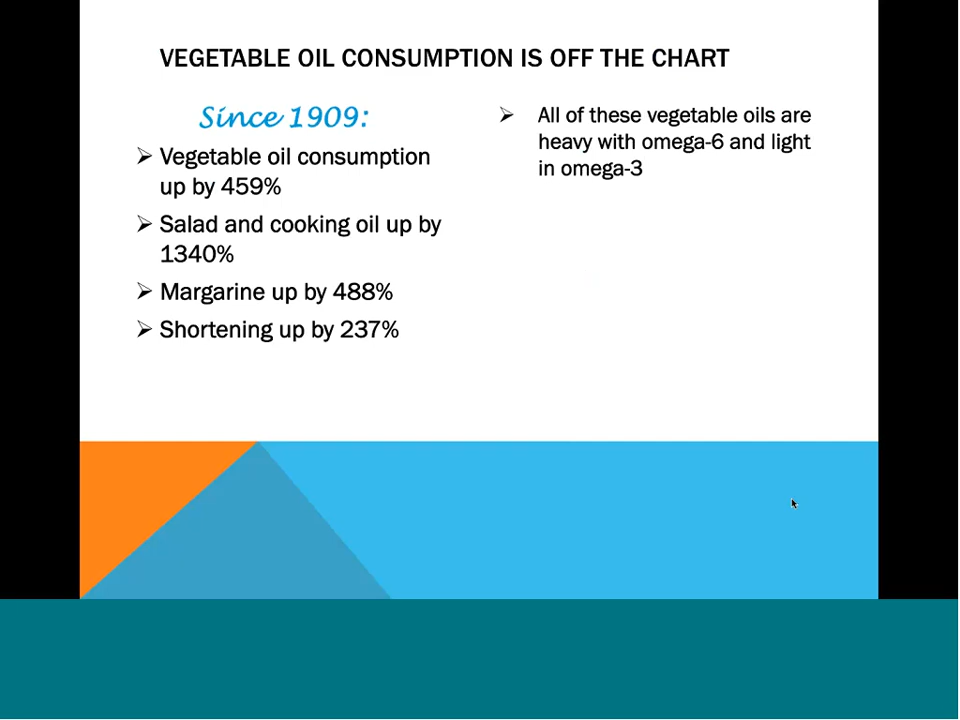 VEGETABLE OIL CONSUMPTION IS OFF THE CHART
Since 1909:
➢ Vegetable oil consumption
up by 459%
➢ Salad and cooking oil up by
1340%
➢ Margarine up by 488%
➢ Shortening up by 237%
➢ All of these vegetable oils are
heavy with omega-6 and light
in omega-3